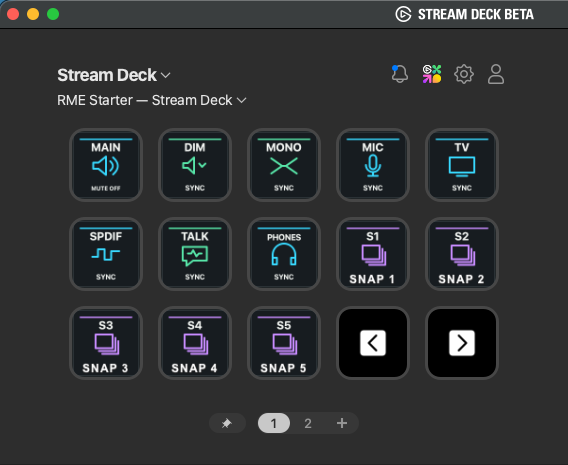 STREAM DECK BETA
Stream Deck
RME Starter — Stream Deck
MAIN
MUTE OFF
DIM
SYNC
MONO
SYNC
MIC
SYNC
TV
SYNC
SPDIF
SYNC
TALK
SYNC
PHONES
SYNC
S1
SNAP 1
S2
SNAP 2
S3
SNAP 3
S4
SNAP 4
S5
SNAP 5
1 2 +